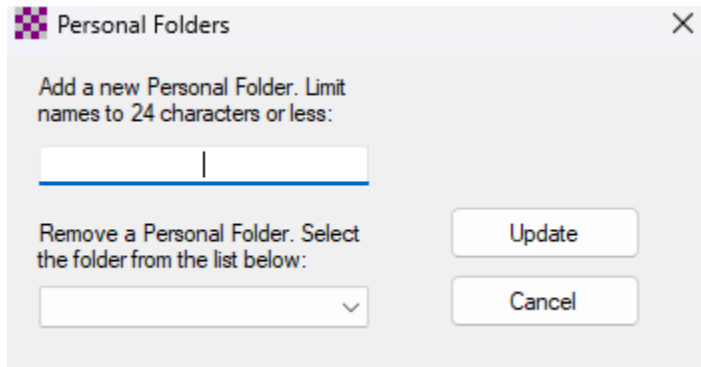 Personal Folders
Add a new Personal Folder. Limit
names to 24 characters or less:
Remove a Personal Folder. Select
the folder from the list below:
Update
Cancel